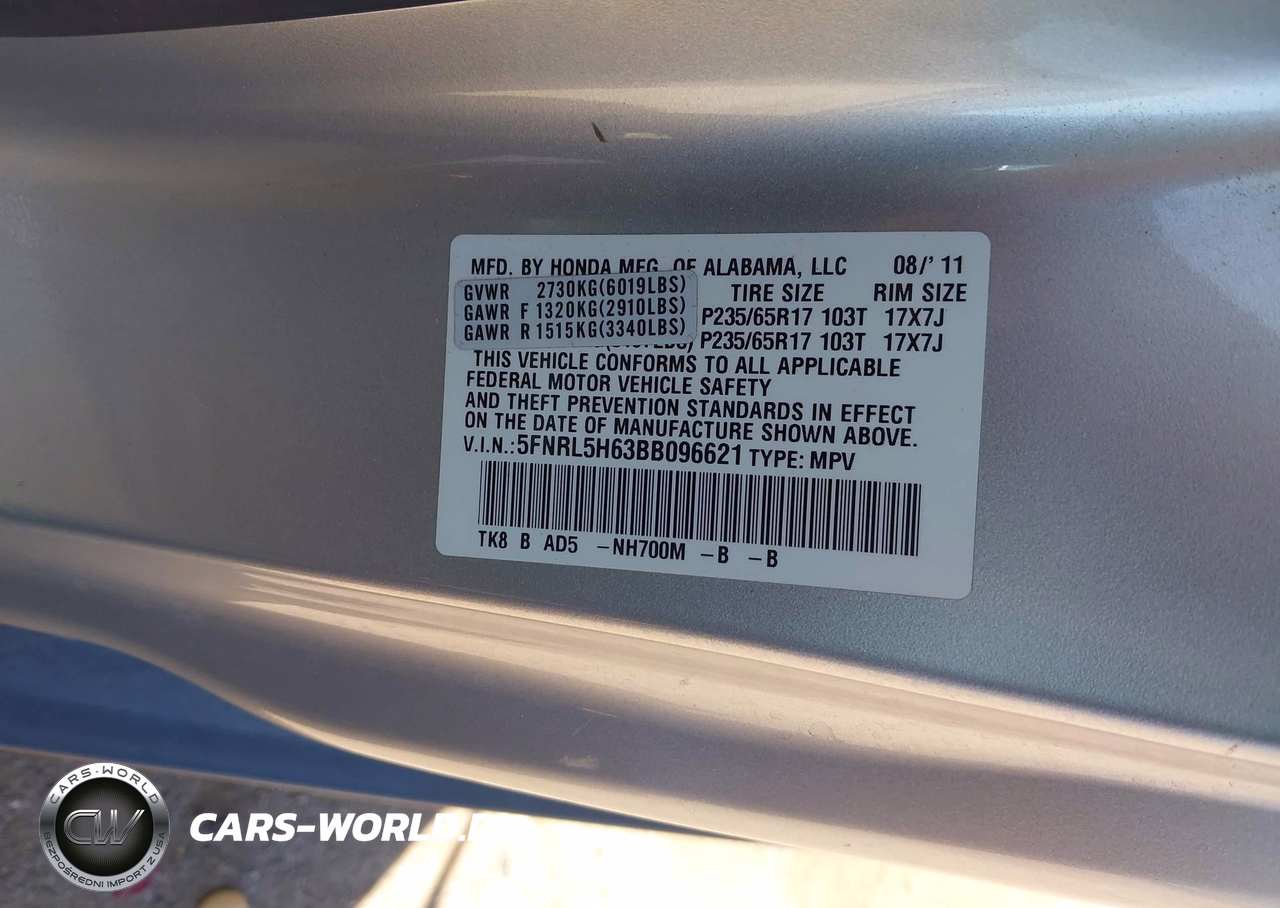 MFD. BY HONDA MFG. OF ALABAMA, LLC 08/'11
GVWR 2730KG(6019LBS) TIRE SIZE RIM SIZE
GAWR F 1320KG(2910LBS) P235/65R17 103T 17X7J
GAWR R 1515KG(3340LBS) P235/65R17 103T 17X7J
THIS VEHICLE CONFORMS TO ALL APPLICABLE
FEDERAL MOTOR VEHICLE SAFETY
AND THEFT PREVENTION STANDARDS IN EFFECT
ON THE DATE OF MANUFACTURE SHOWN ABOVE.
V.I.N.:5FNRL5H63BB096621 TYPE: MPV
TK8 B AD5 -NH700M -B -B
CARS-WORLD
CW
BEZPOŚREDNI IMPORT Z USA
CARS-WORLD.